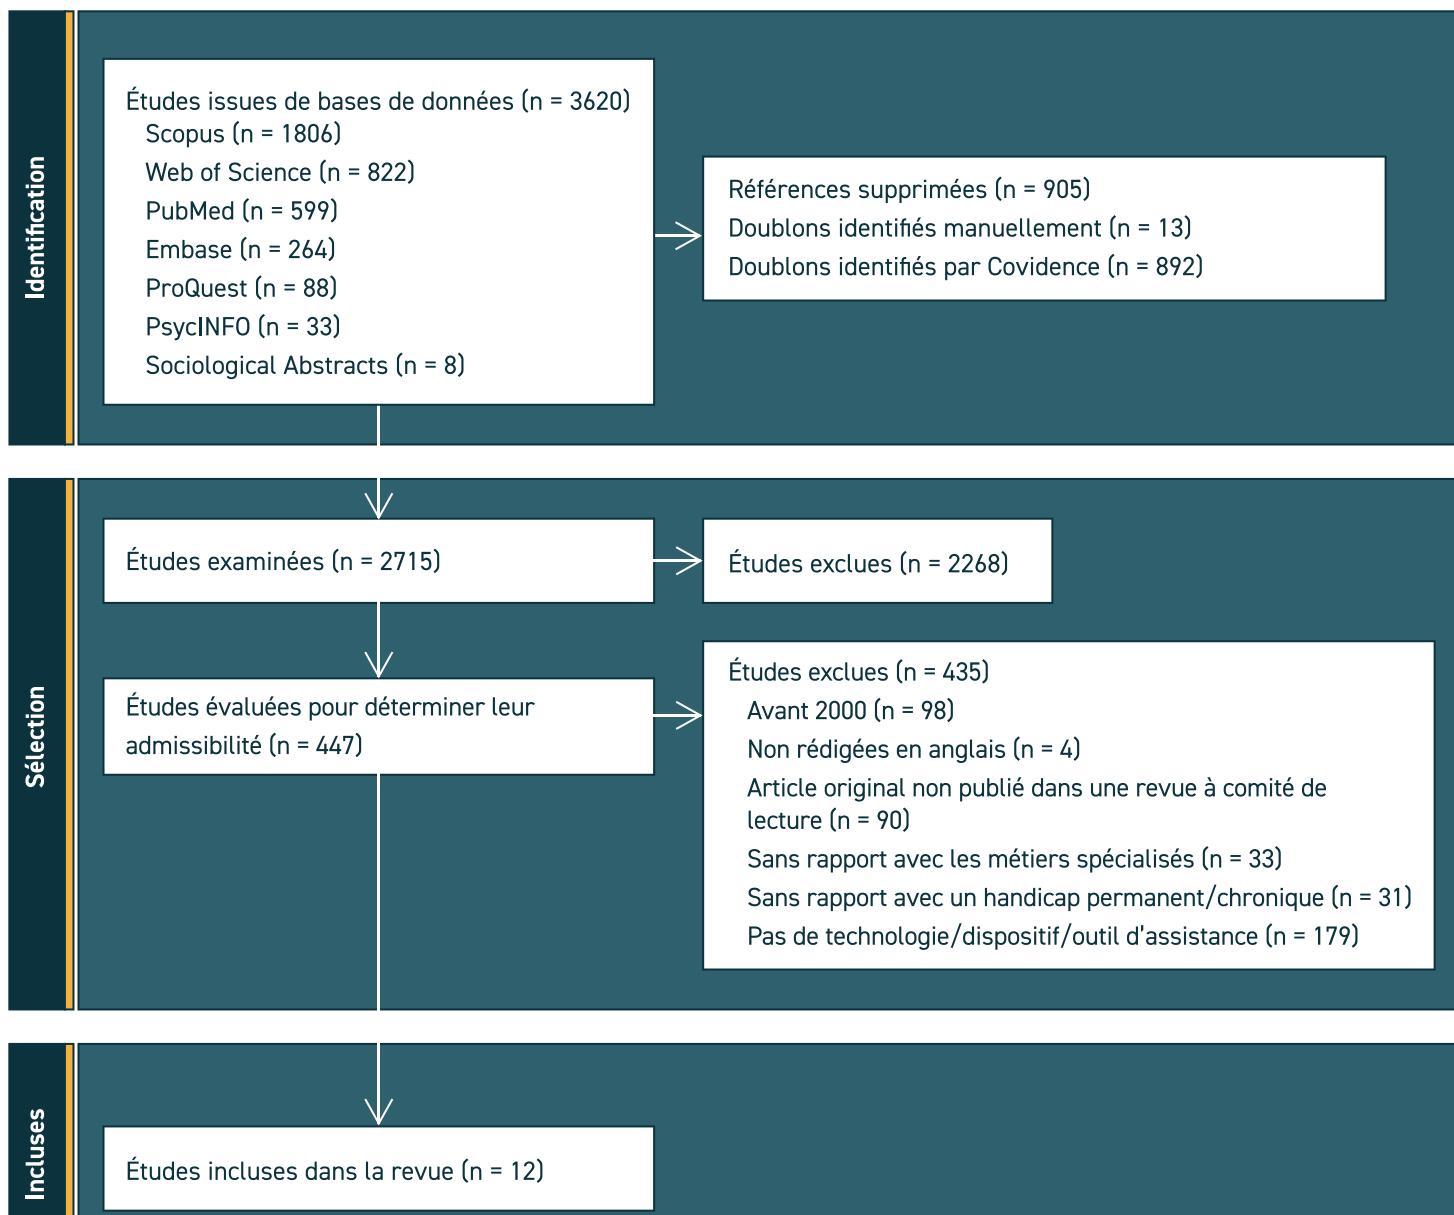 Identification
Études issues de bases de données (n = 3620)
Scopus (n = 1806)
Web of Science (n = 822)
PubMed (n = 599)
Embase (n = 264)
ProQuest (n = 88)
PsycINFO (n = 33)
Sociological Abstracts (n = 8)
Références supprimées (n = 905)
Doublons identifiés manuellement (n = 13)
Doublons identifiés par Covidence (n = 892)
Sélection
Études examinées (n = 2715)
Études exclues (n = 2268)
Études évaluées pour déterminer leur
admissibilité (n = 447)
Études exclues (n = 435)
Avant 2000 (n = 98)
Non rédigées en anglais (n = 4)
Article original non publié dans une revue à comité de
lecture (n = 90)
Sans rapport avec les métiers spécialisés (n = 33)
Sans rapport avec un handicap permanent/chronique (n = 31)
Pas de technologie/dispositif/outil d’assistance (n = 179)
Incluses
Études incluses dans la revue (n = 12)